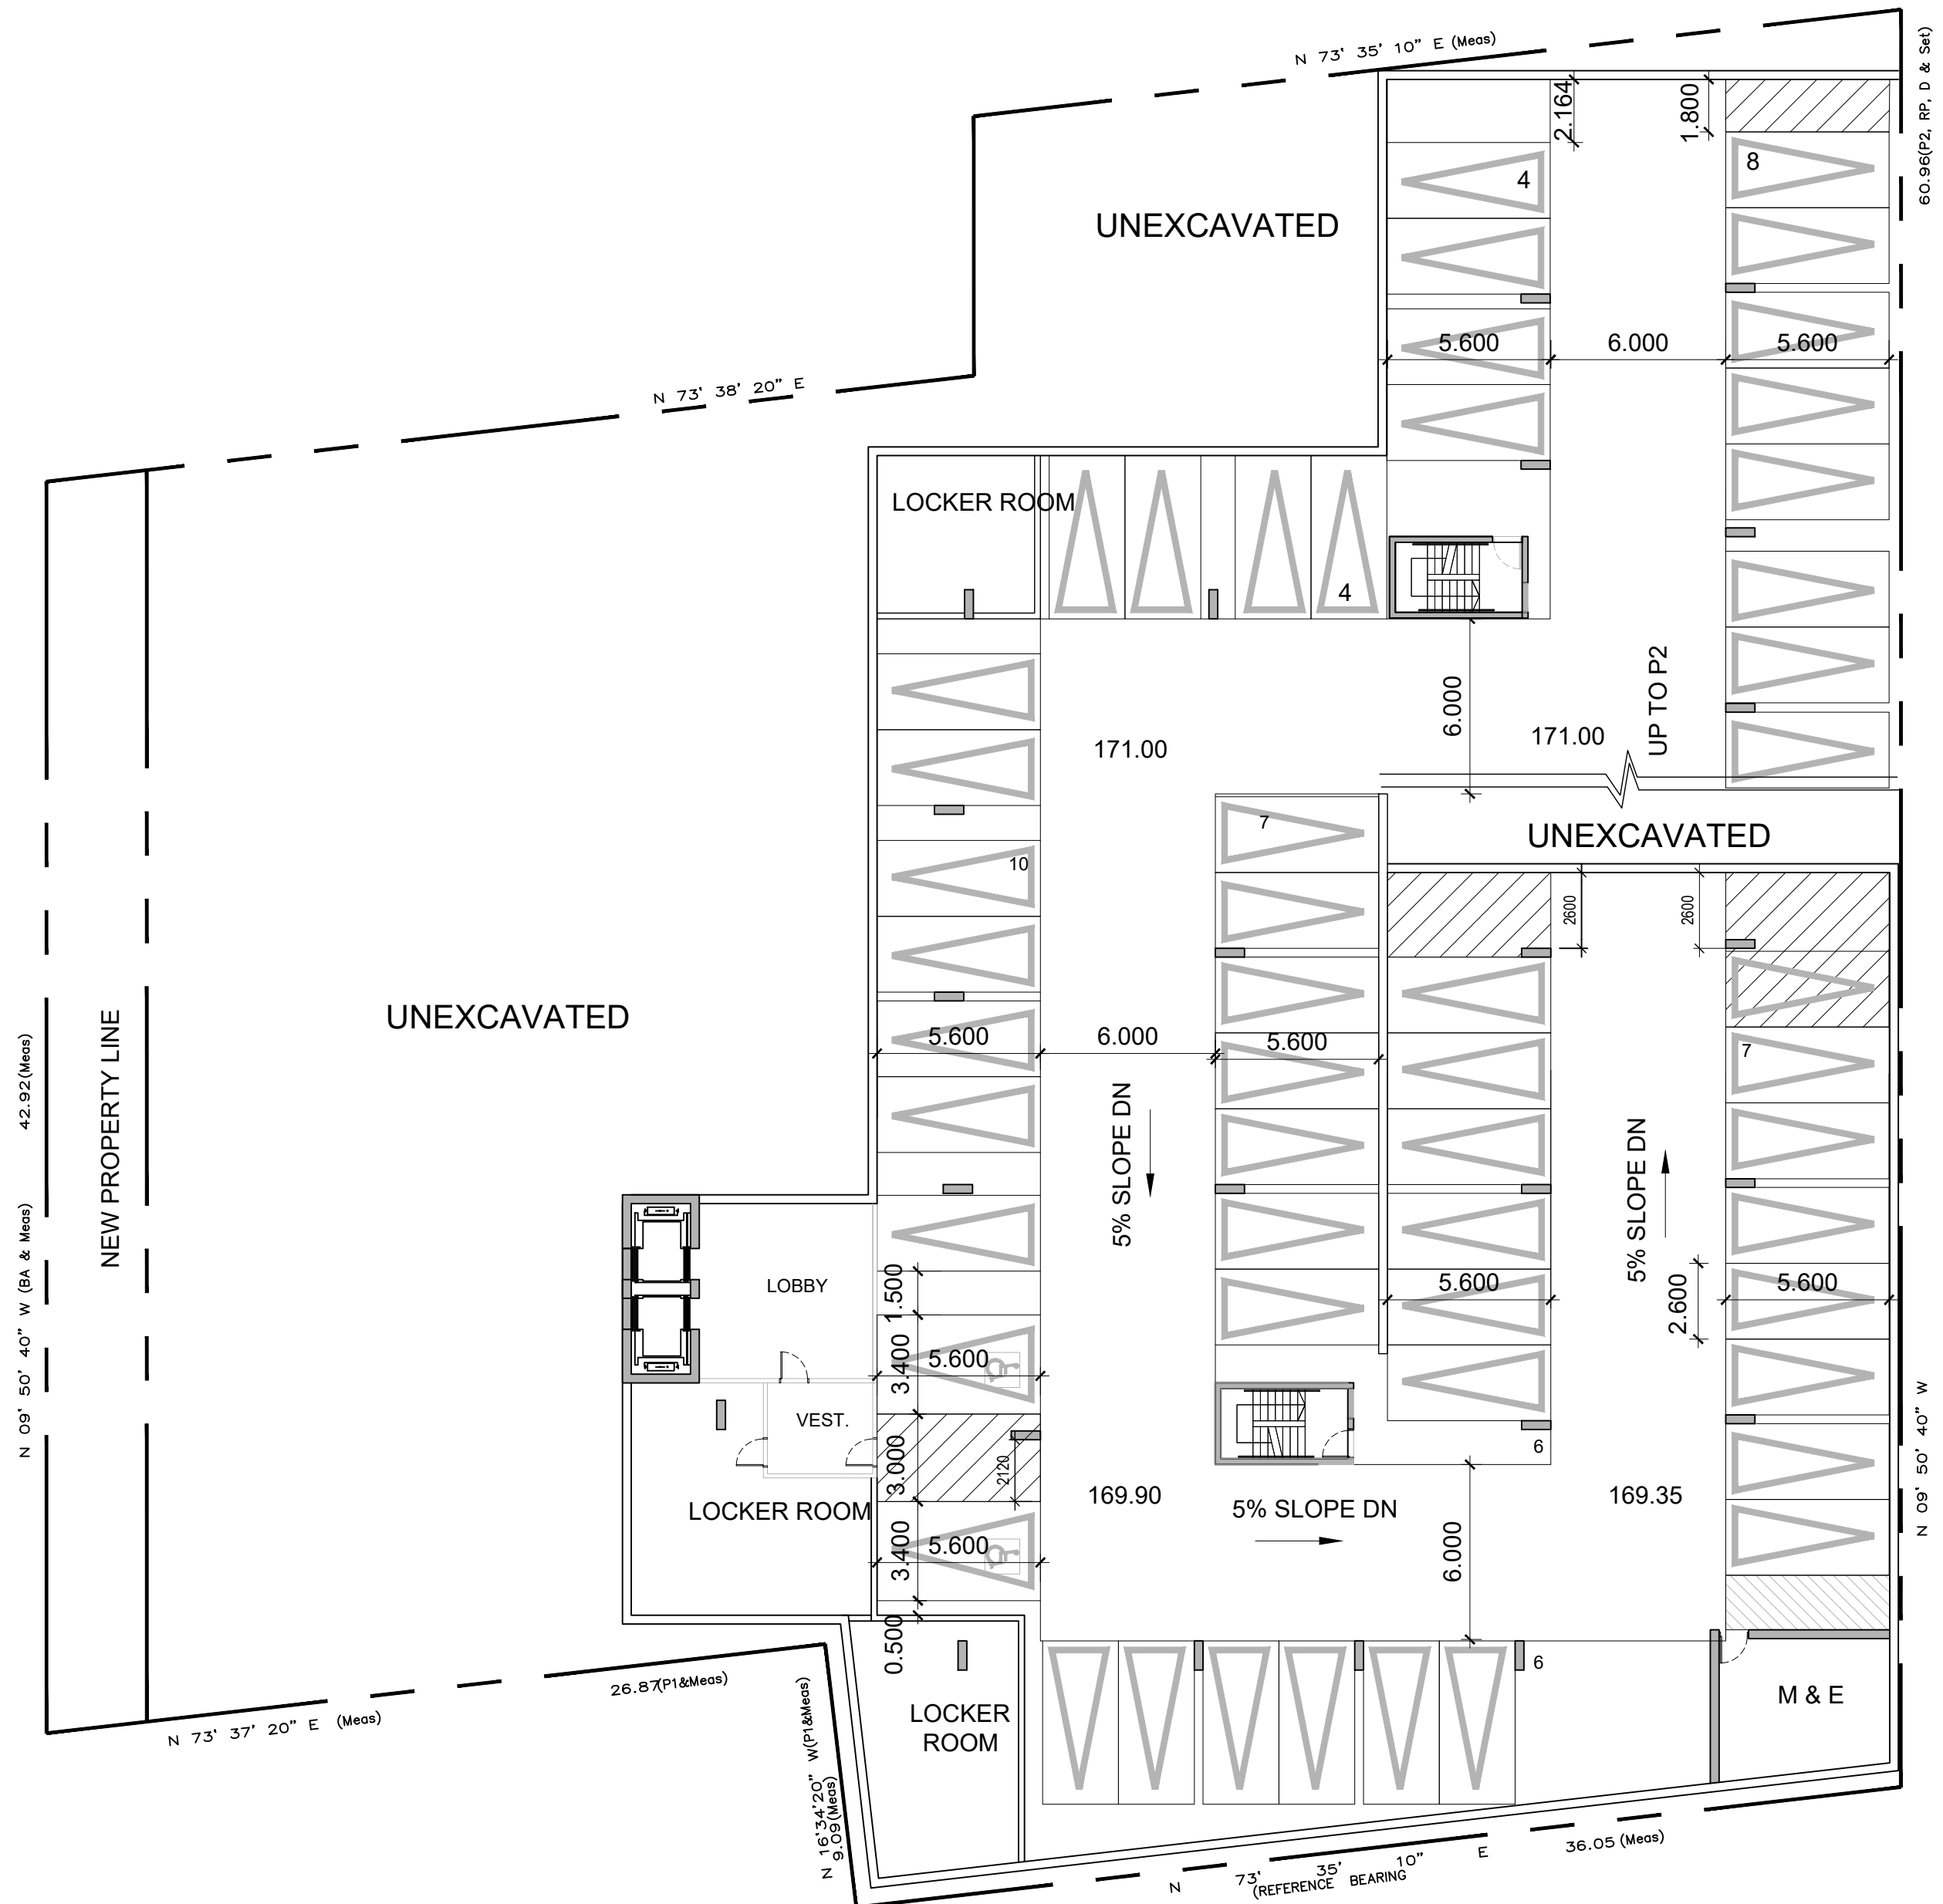 N 73' 35' 10" E (Meas)
60.96(P2, RP, D & Set)
2.164
1.800
8
4
UNEXCAVATED
5.600
6.000
5.600
N 73' 38' 20" E
LOCKER ROOM
4
6.000
UP TO P2
171.00
171.00
7
UNEXCAVATED
10
2600
2600
UNEXCAVATED
5.600
6.000
5.600
7
42.92(Meas)
NEW PROPERTY LINE
5% SLOPE DN
5% SLOPE DN
N 09' 50' 40" W (BA & Meas)
LOBBY
1.500
5.600
2.600
5.600
3.400
5.600
VEST.
3.000
2120
6
N 09' 50' 40" W
LOCKER ROOM
169.90
5% SLOPE DN
169.35
3.400
5.600
6.000
0.500
6
26.87(P1&Meas)
M & E
LOCKER
ROOM
N 73' 37' 20" E (Meas)
N 16'34'20" W(P1&Meas)
9.09(Meas)
36.05 (Meas)
N 73' 35' 10" E
(REFERENCE BEARING